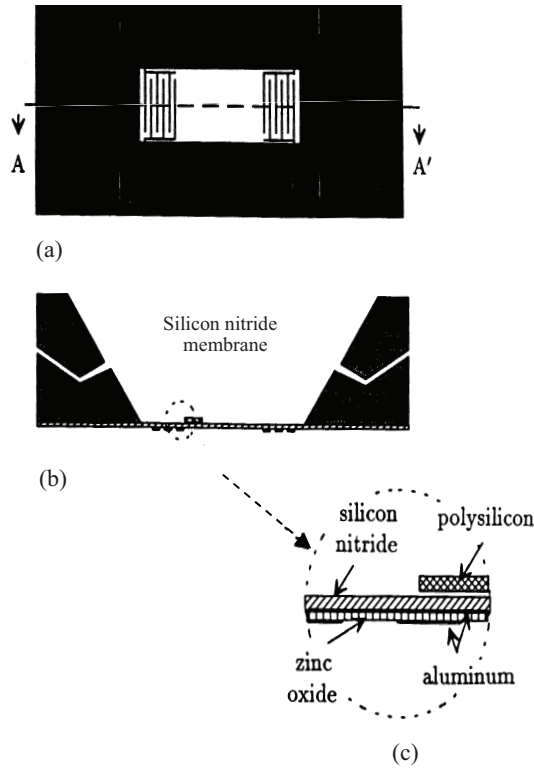 A
A'
(a)
Silicon nitride
membrane
(b)
silicon
nitride
polysilicon
zinc
oxide
aluminum
(c)